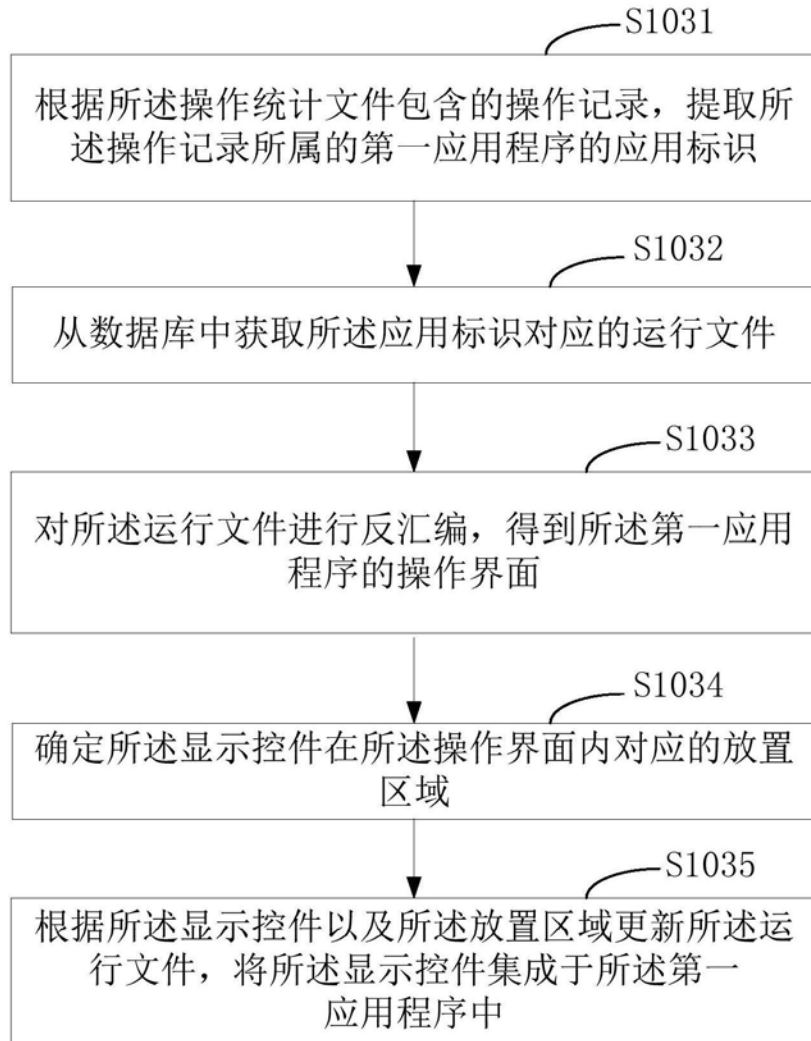 S1031
根据所述操作统计文件包含的操作记录，提取所
述操作记录所属的第一应用程序的应用标识
S1032
从数据库中获取所述应用标识对应的运行文件
S1033
对所述运行文件进行反汇编，得到所述第一应用
程序的操作界面
S1034
确定所述显示控件在所述操作界面内对应的放置
区域
S1035
根据所述显示控件以及所述放置区域更新所述运
行文件，将所述显示控件集成于所述第一
应用程序中